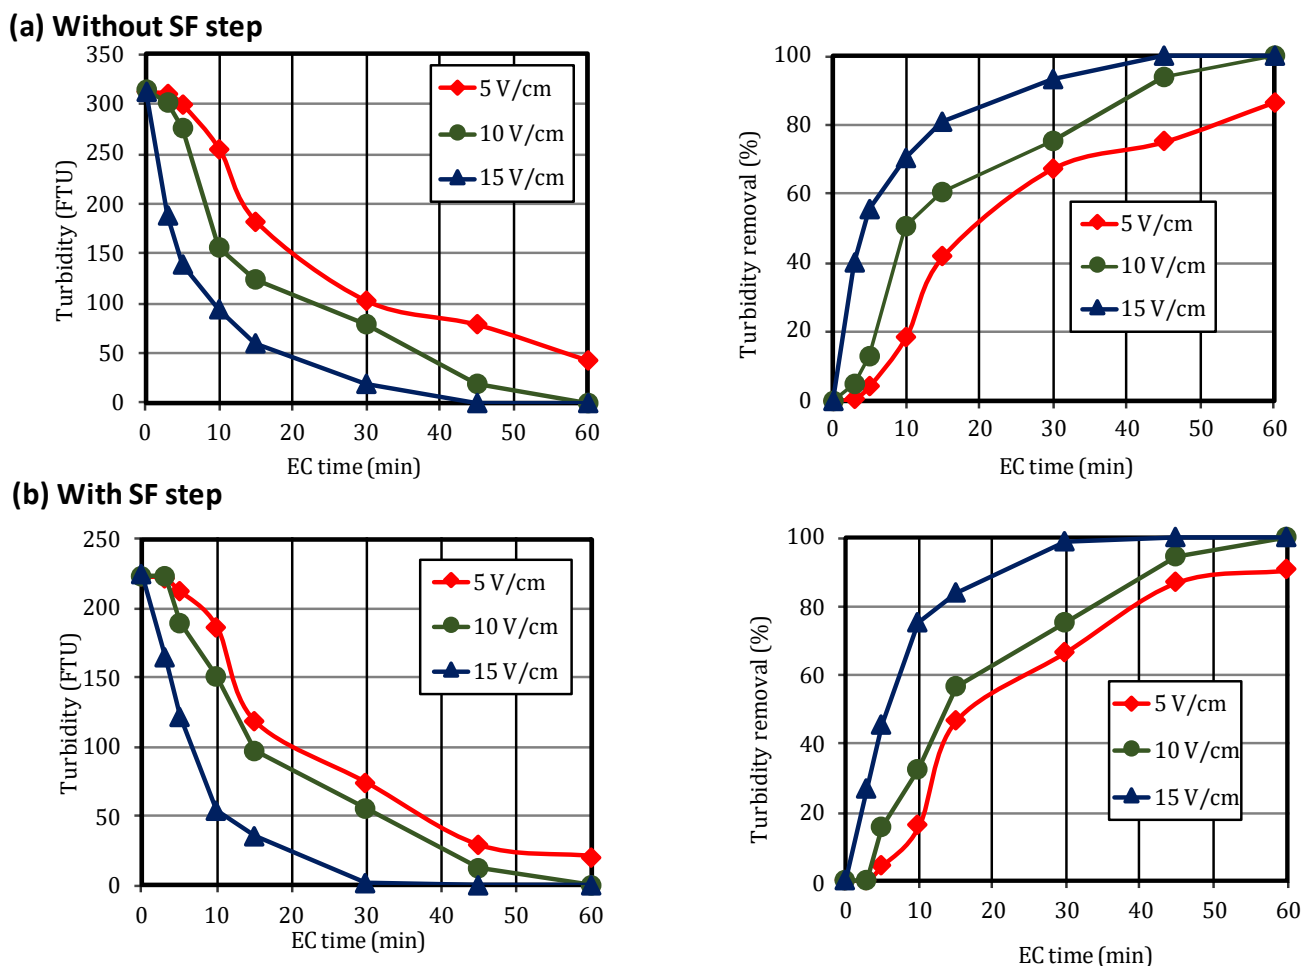 (a) Without SF step
350
300
250
200
150
100
50
0
Turbidity (FTU)
0 10 20 30 40 50 60
EC time (min)
5 V/cm
10 V/cm
15 V/cm
100
80
60
40
20
0
Turbidity removal (%)
0 10 20 30 40 50 60
EC time (min)
5 V/cm
10 V/cm
15 V/cm
(b) With SF step
250
200
150
100
50
0
Turbidity (FTU)
0 10 20 30 40 50 60
EC time (min)
5 V/cm
10 V/cm
15 V/cm
100
80
60
40
20
0
Turbidity removal (%)
0 10 20 30 40 50 60
EC time (min)
5 V/cm
10 V/cm
15 V/cm